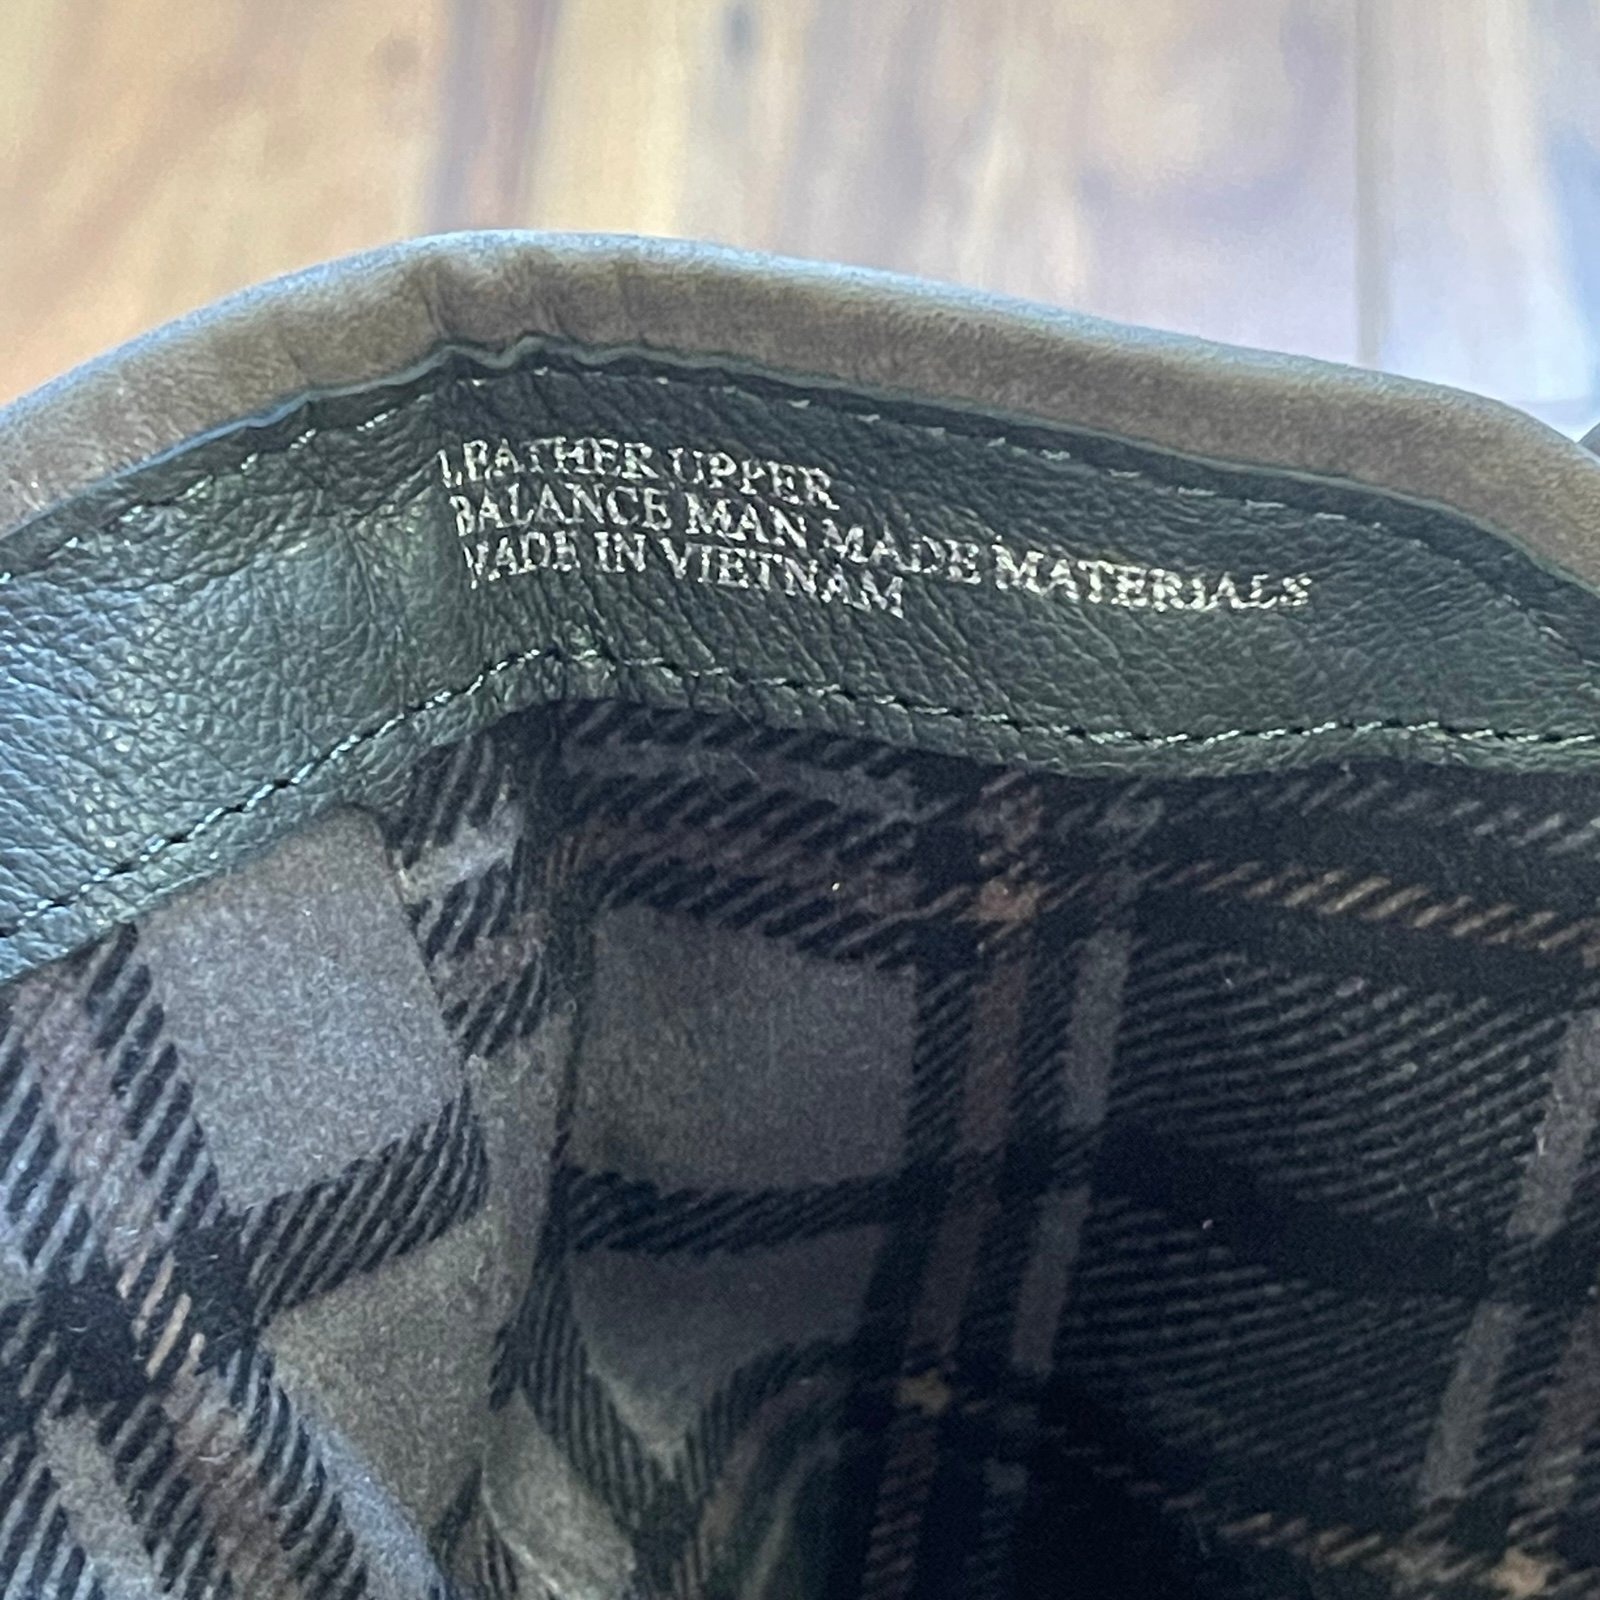 LEATHER UPPER
BALANCE MAN MADE MATERIALS
MADE IN VIETNAM